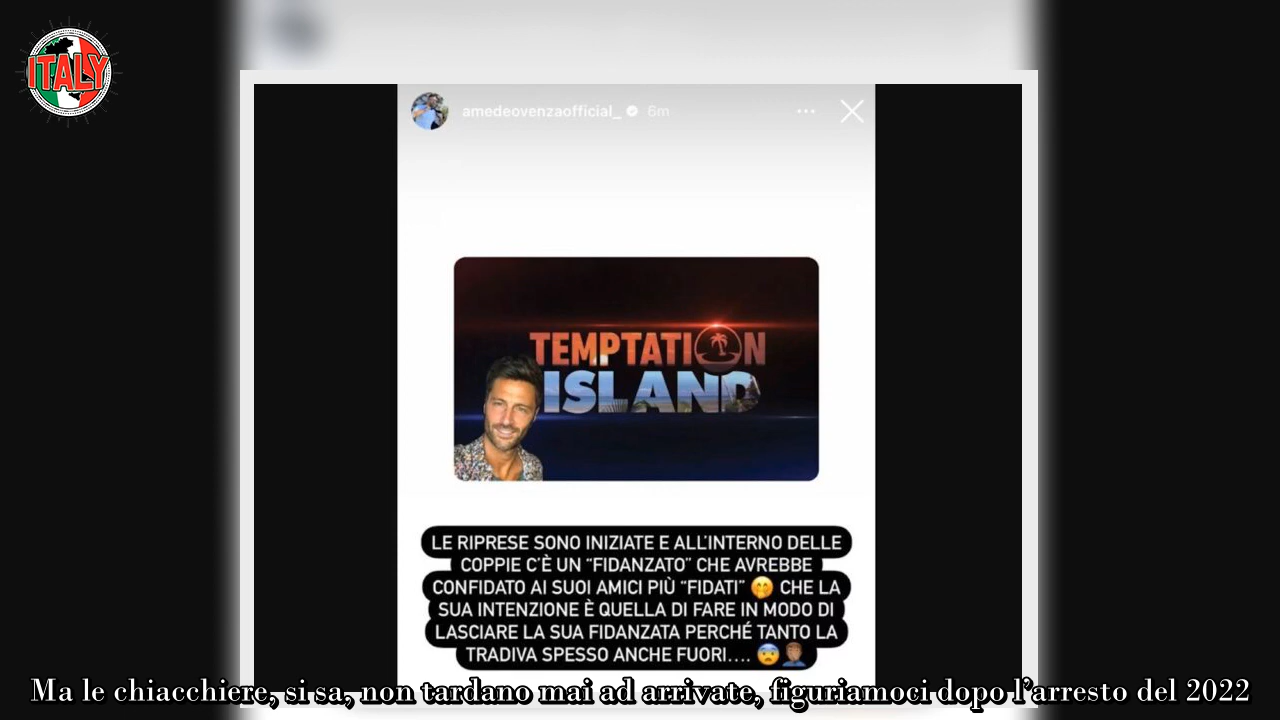 ITALY
amedeovenzaofficial_ 6m
TEMPTATION
ISLAND
LE RIPRESE SONO INIZIATE E ALL'INTERNO DELLE
COPPIE C'È UN “FIDANZATO” CHE AVREBBE
CONFIDATO AI SUOI AMICI PIÙ “FIDATI” 🤭 CHE LA
SUA INTENZIONE È QUELLA DI FARE IN MODO DI
LASCIARE LA SUA FIDANZATA PERCHÉ TANTO LA
TRADIVA SPESSO ANCHE FUORI.... 😨🤦🏽‍♂️
Ma le chiacchiere, si sa, non tardano mai ad arrivate, figuriamoci dopo l'arresto del 2022